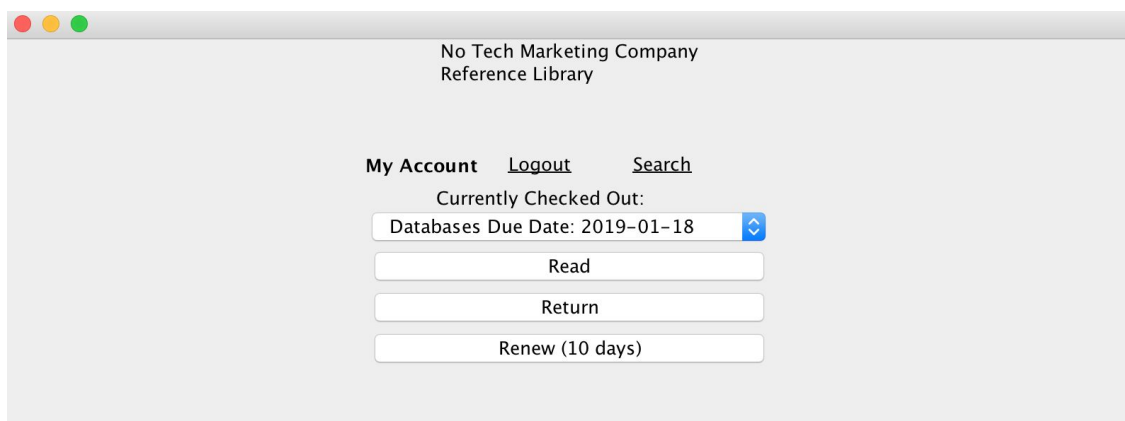 No Tech Marketing Company
Reference Library
My Account Logout Search
Currently Checked Out:
Databases Due Date: 2019-01-18
Read
Return
Renew (10 days)